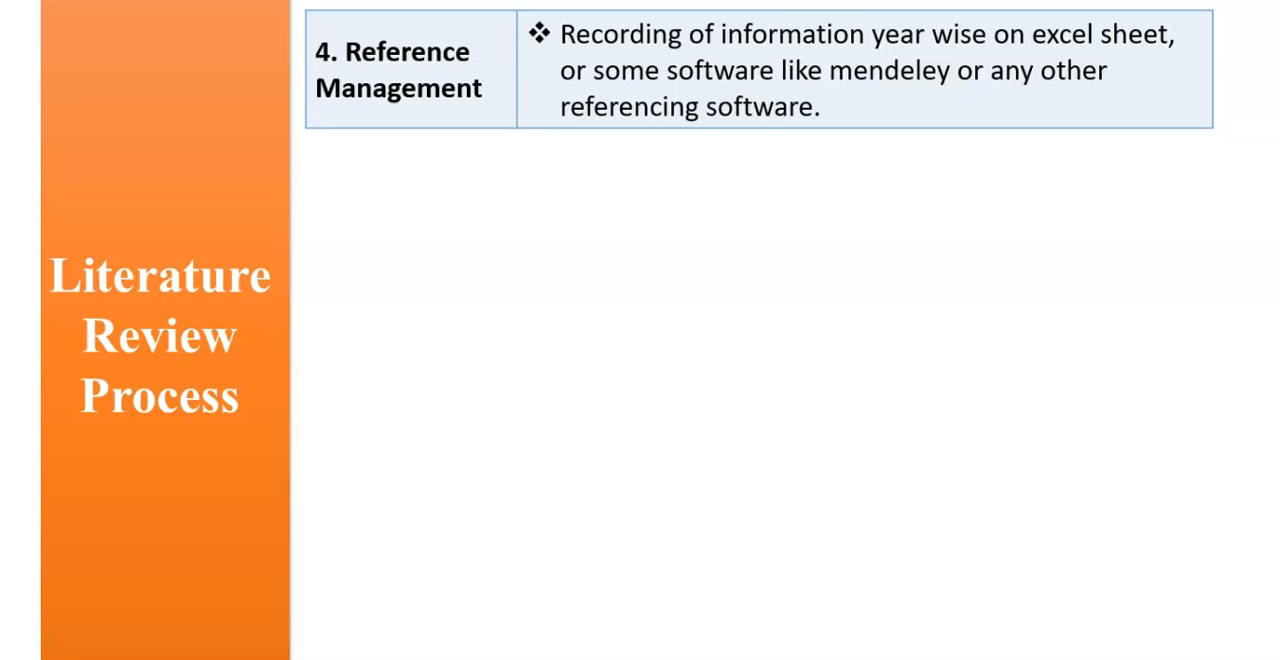 Literature
Review
Process
4. Reference
Management
❖ Recording of information year wise on excel sheet,
or some software like mendeley or any other
referencing software.